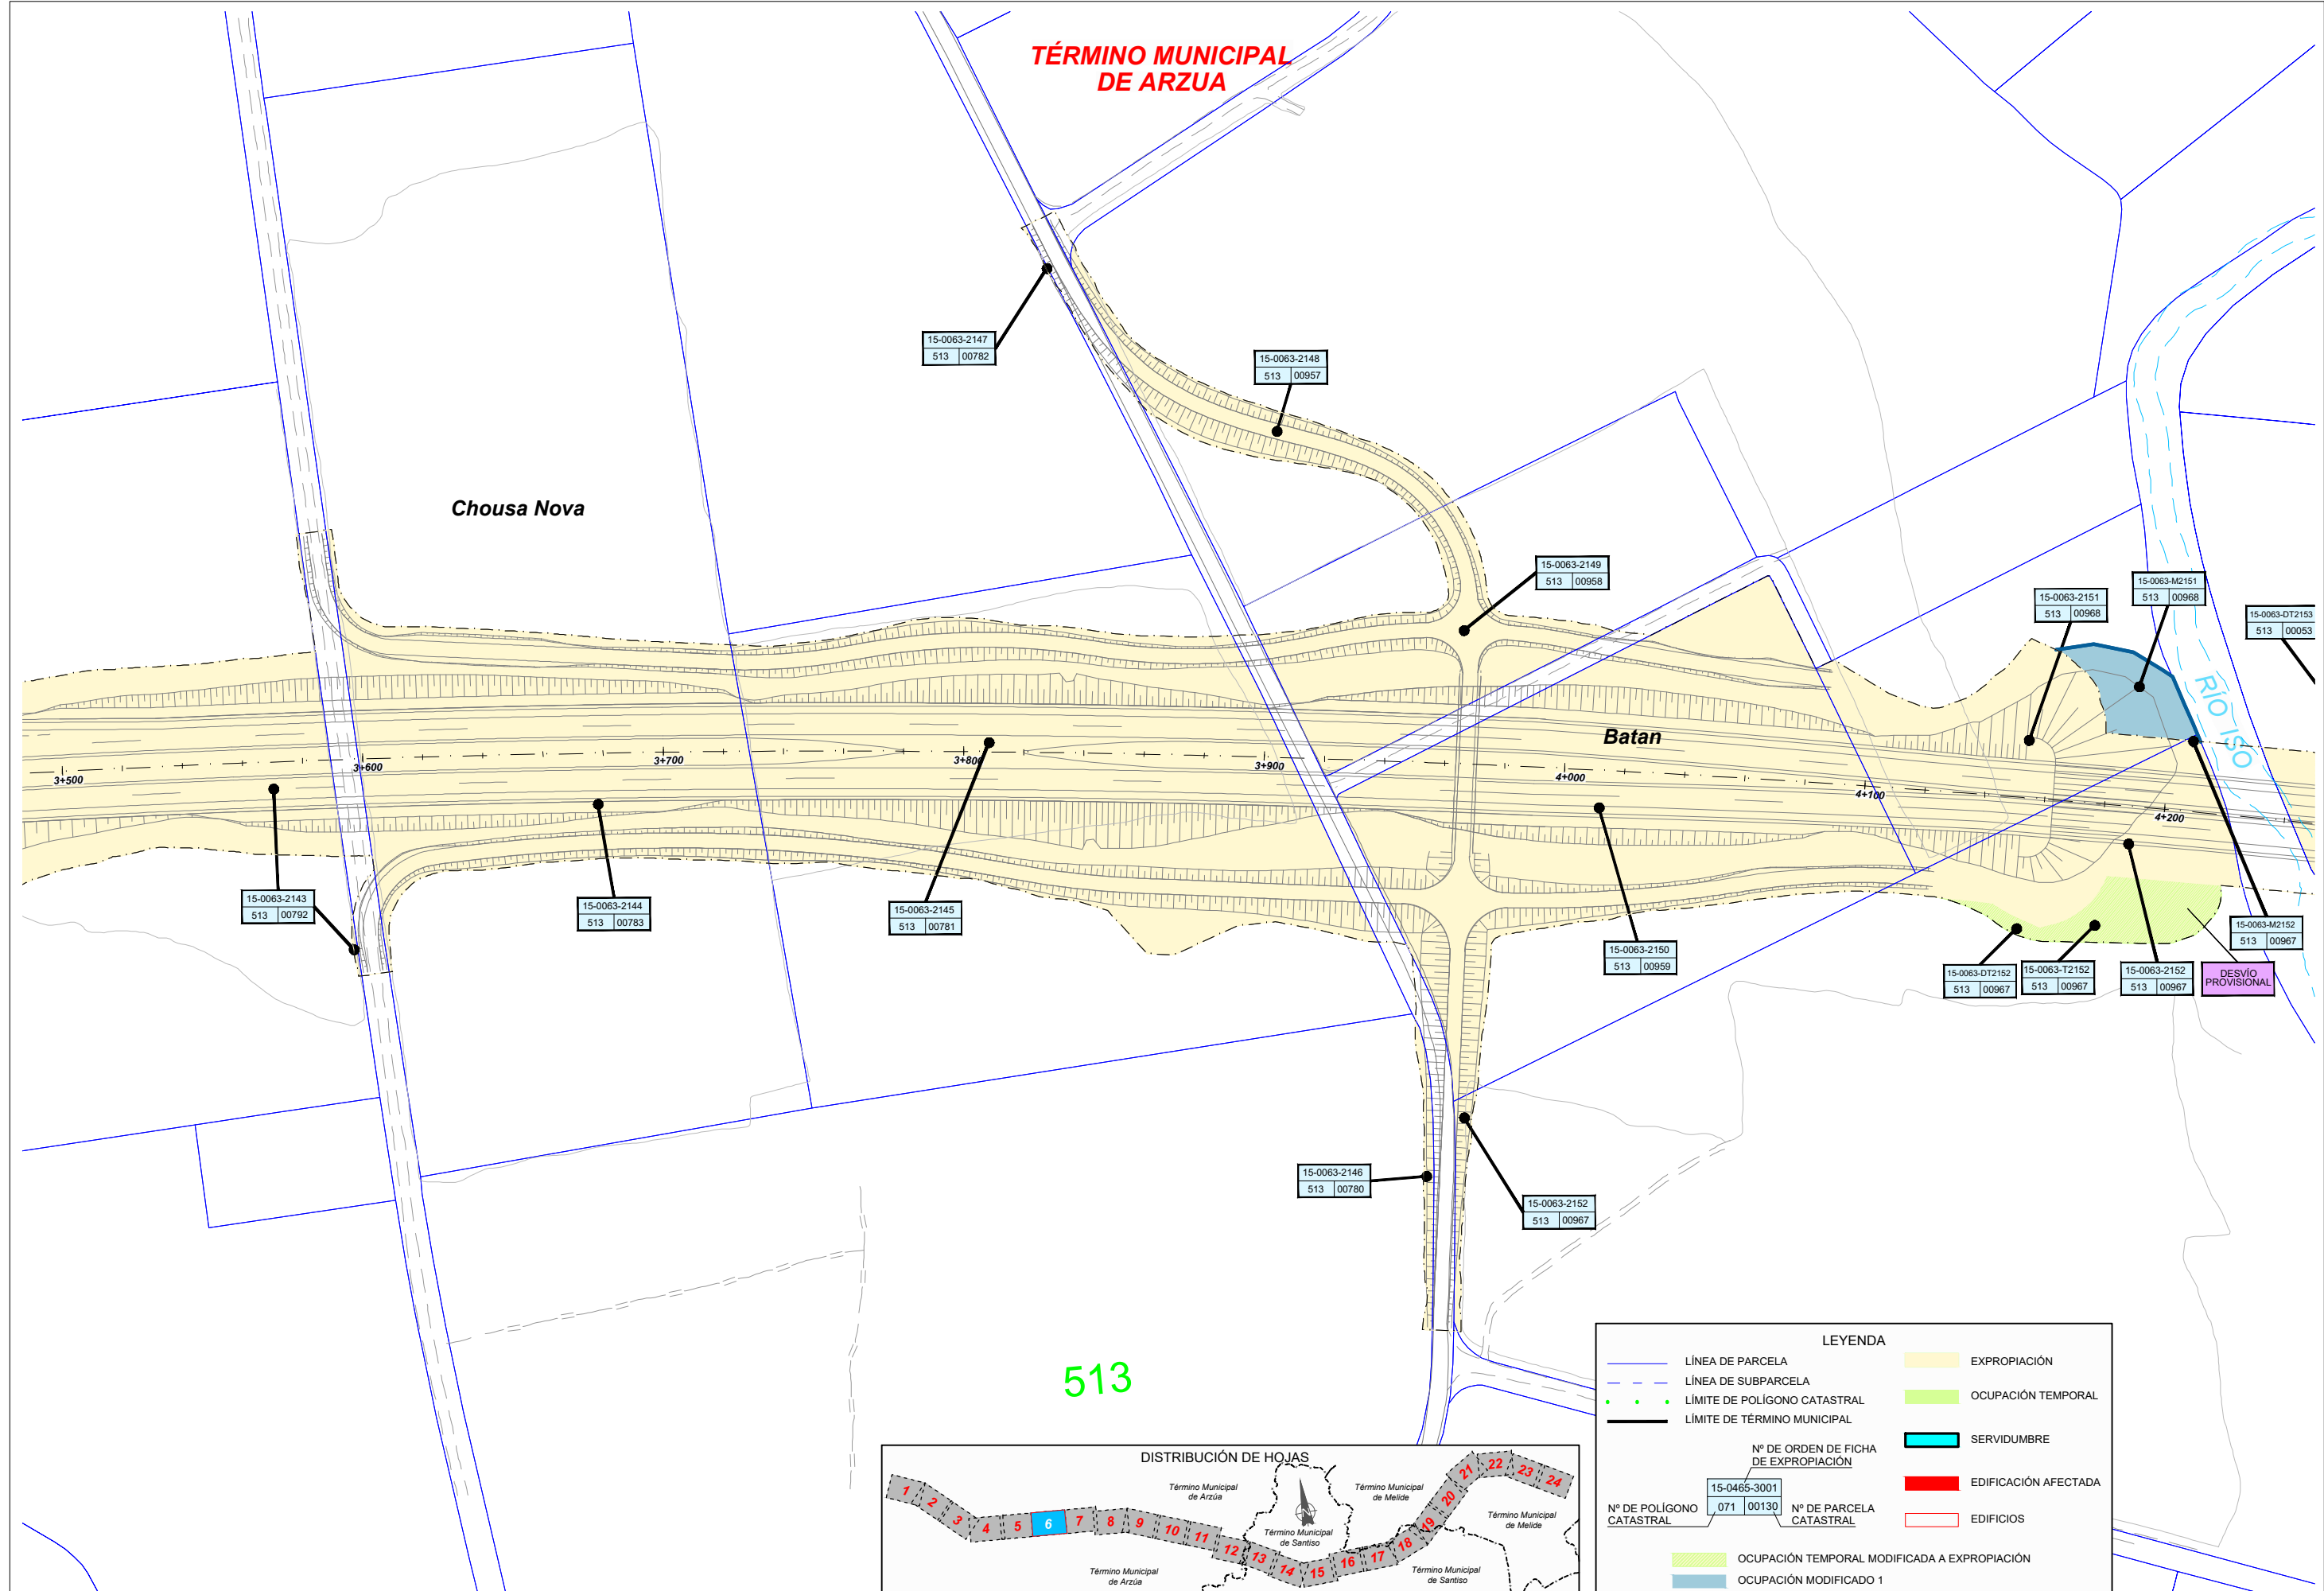 TÉRMINO MUNICIPAL
DE ARZUA
15-0063-2147
513 00782
15-0063-2148
513 00957
Chousa Nova
15-0063-2149
513 00958
15-0063-2151
513 00968
15-0063-M2151
513 00968
15-0063-DT2153
513 00053
RÍO ISO
Batan
3+500
3+600
3+700
3+800
3+900
4+000
4+100
4+200
15-0063-2143
513 00792
15-0063-2144
513 00783
15-0063-2145
513 00781
15-0063-2150
513 00959
15-0063-M2152
513 00967
15-0063-DT2152
513 00967
15-0063-T2152
513 00967
15-0063-2152
513 00967
DESVÍO
PROVISIONAL
15-0063-2146
513 00780
15-0063-2152
513 00967
513
LEYENDA
LÍNEA DE PARCELA
LÍNEA DE SUBPARCELA
LÍMITE DE POLÍGONO CATASTRAL
LÍMITE DE TÉRMINO MUNICIPAL
EXPROPIACIÓN
OCUPACIÓN TEMPORAL
SERVIDUMBRE
EDIFICACIÓN AFECTADA
EDIFICIOS
Nº DE ORDEN DE FICHA
DE EXPROPIACIÓN
15-0465-3001
071 00130
Nº DE POLÍGONO
CATASTRAL
Nº DE PARCELA
CATASTRAL
OCUPACIÓN TEMPORAL MODIFICADA A EXPROPIACIÓN
OCUPACIÓN MODIFICADO 1
DISTRIBUCIÓN DE HOJAS
1 2 3 4 5 6 7 8 9 10 11 12 13 14 15 16 17 18 19 20 21 22 23 24
Término Municipal
de Arzúa
Término Municipal
de Melide
Término Municipal
de Melide
Término Municipal
de Santiso
Término Municipal
de Arzúa
Término Municipal
de Santiso